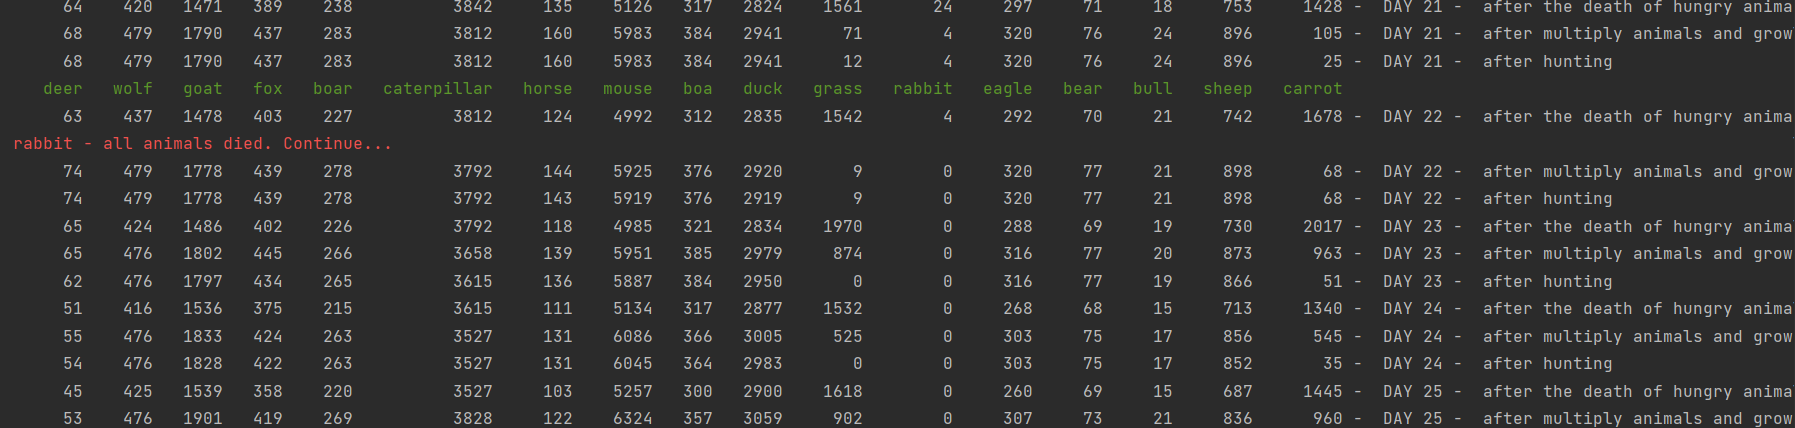 64 420 1471 389 238 3842 135 5126 317 2824 1561 24 297 71 18 753 1428 - DAY 21 - after the death of hungry anima
68 479 1790 437 283 3812 160 5983 384 2941 71 4 320 76 24 896 105 - DAY 21 - after multiply animals and grow
68 479 1790 437 283 3812 160 5983 384 2941 12 4 320 76 24 896 25 - DAY 21 - after hunting
deer wolf goat fox boar caterpillar horse mouse boa duck grass rabbit eagle bear bull sheep carrot
63 437 1478 403 227 3812 124 4992 312 2835 1542 4 292 70 21 742 1678 - DAY 22 - after the death of hungry anima
rabbit - all animals died. Continue...
74 479 1778 439 278 3792 144 5925 376 2920 9 0 320 77 21 898 68 - DAY 22 - after multiply animals and grow
74 479 1778 439 278 3792 143 5919 376 2919 9 0 320 77 21 898 68 - DAY 22 - after hunting
65 424 1486 402 226 3792 118 4985 321 2834 1970 0 288 69 19 730 2017 - DAY 23 - after the death of hungry anima
65 476 1802 445 266 3658 139 5951 385 2979 874 0 316 77 20 873 963 - DAY 23 - after multiply animals and grow
62 476 1797 434 265 3615 136 5887 384 2950 0 0 316 77 19 866 51 - DAY 23 - after hunting
51 416 1536 375 215 3615 111 5134 317 2877 1532 0 268 68 15 713 1340 - DAY 24 - after the death of hungry anima
55 476 1833 424 263 3527 131 6086 366 3005 525 0 303 75 17 856 545 - DAY 24 - after multiply animals and grow
54 476 1828 422 263 3527 131 6045 364 2983 0 0 303 75 17 852 35 - DAY 24 - after hunting
45 425 1539 358 220 3527 103 5257 300 2900 1618 0 260 69 15 687 1445 - DAY 25 - after the death of hungry anima
53 476 1901 419 269 3828 122 6324 357 3059 902 0 307 73 21 836 960 - DAY 25 - after multiply animals and grow